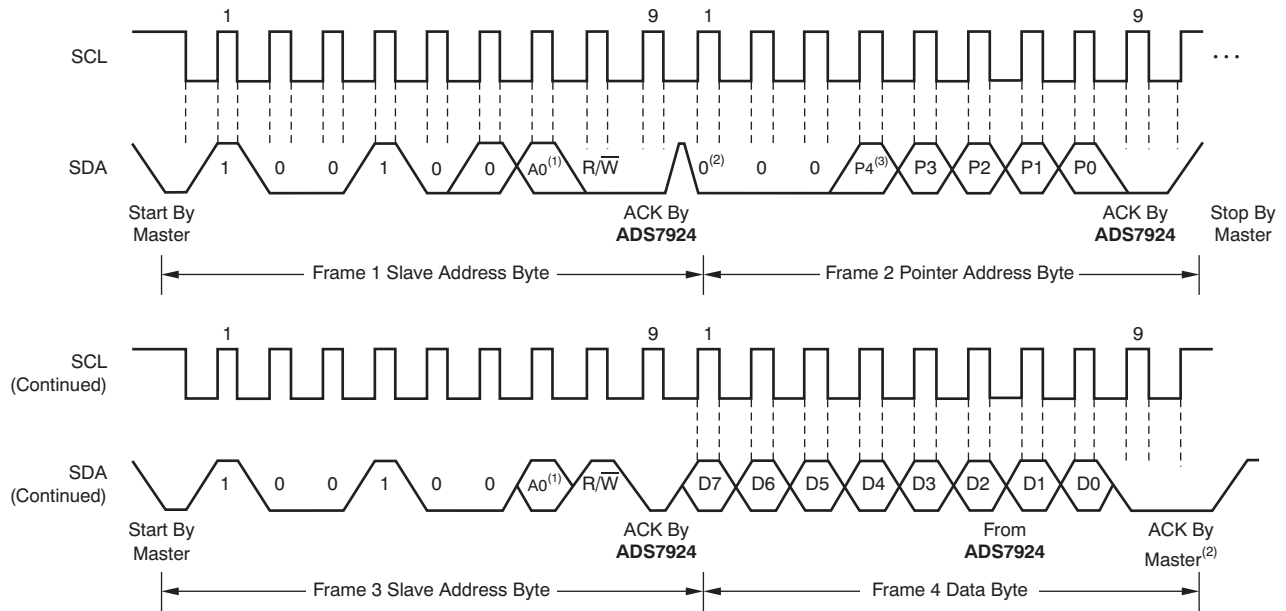 1 9 1 9
SCL ...
SDA 1 0 0 1 0 0 A0(1) R/W̅ 0(2) 0 0 P4(3) P3 P2 P1 P0
Start By ACK By ACK By Stop By
Master ADS7924 ADS7924 Master
Frame 1 Slave Address Byte Frame 2 Pointer Address Byte
1 9 1 9
SCL
(Continued)
SDA
(Continued) 1 0 0 1 0 0 A0(1) R/W̅ D7 D6 D5 D4 D3 D2 D1 D0
Start By ACK By From ACK By
Master ADS7924 ADS7924 Master(2)
Frame 3 Slave Address Byte Frame 4 Data Byte